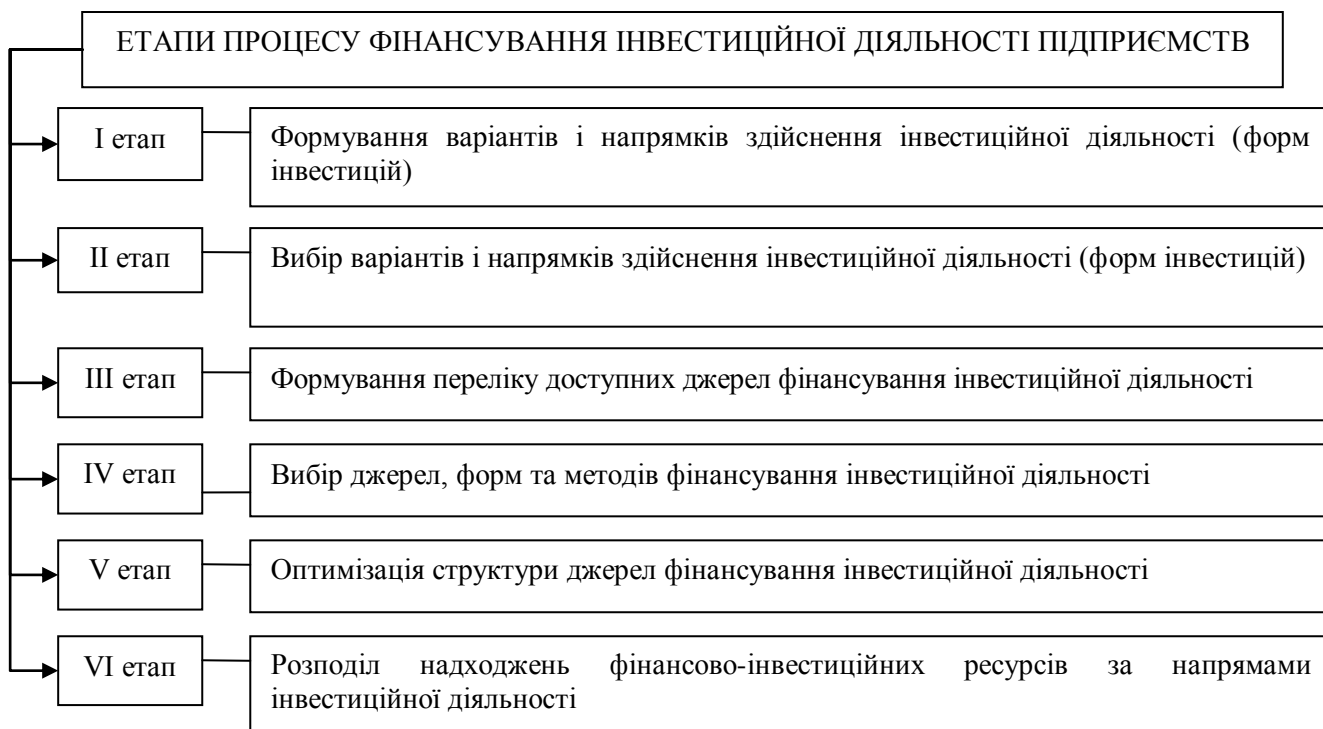 ЕТАПИ ПРОЦЕСУ ФІНАНСУВАННЯ ІНВЕСТИЦІЙНОЇ ДІЯЛЬНОСТІ ПІДПРИЄМСТВ
І етап
Формування варіантів і напрямків здійснення інвестиційної діяльності (форм
інвестицій)
ІІ етап
Вибір варіантів і напрямків здійснення інвестиційної діяльності (форм інвестицій)
ІІІ етап
Формування переліку доступних джерел фінансування інвестиційної діяльності
IV етап
Вибір джерел, форм та методів фінансування інвестиційної діяльності
V етап
Оптимізація структури джерел фінансування інвестиційної діяльності
VI етап
Розподіл надходжень фінансово-інвестиційних ресурсів за напрямами
інвестиційної діяльності